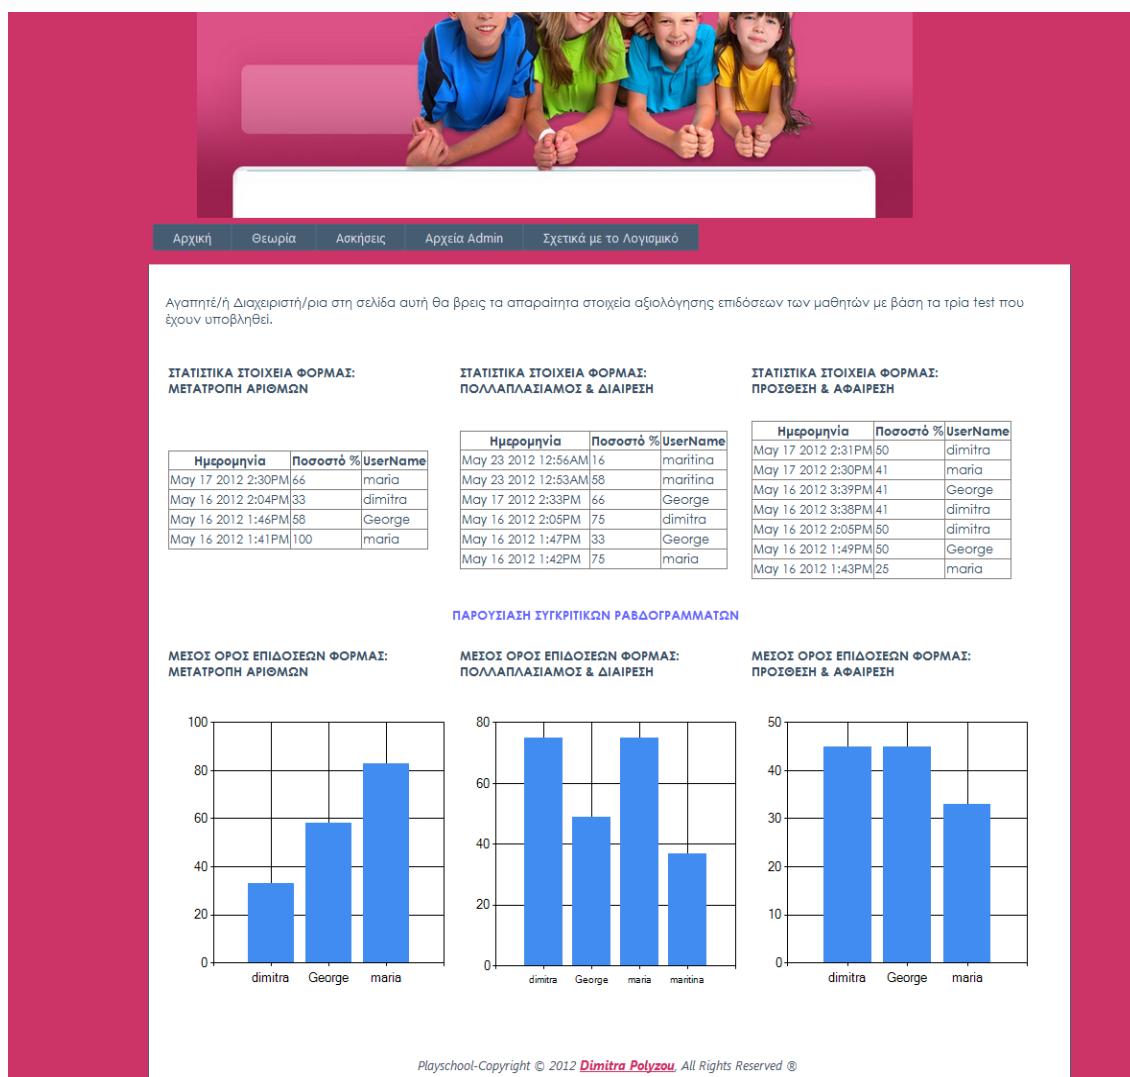 Αρχική Θεωρία Ασκήσεις Αρχεία Admin Σχετικά με το Λογισμικό
Αγαπητέ/ή Διαχειριστή/ρια στη σελίδα αυτή θα βρεις τα απαραίτητα στοιχεία αξιολόγησης επιδόσεων των μαθητών με βάση τα τρία test που
έχουν υποβληθεί.
ΣΤΑΤΙΣΤΙΚΑ ΣΤΟΙΧΕΙΑ ΦΟΡΜΑΣ:
ΜΕΤΑΤΡΟΠΗ ΑΡΙΘΜΩΝ
Ημερομηνία Ποσοστό % UserName
May 17 2012 2:30PM 66 maria
May 16 2012 2:04PM 33 dimitra
May 16 2012 1:46PM 58 George
May 16 2012 1:41PM 100 maria
ΣΤΑΤΙΣΤΙΚΑ ΣΤΟΙΧΕΙΑ ΦΟΡΜΑΣ:
ΠΟΛΛΑΠΛΑΣΙΑΜΟΣ & ΔΙΑΙΡΕΣΗ
Ημερομηνία Ποσοστό % UserName
May 23 2012 12:56AM 16 maritina
May 23 2012 12:53AM 58 maritina
May 17 2012 2:33PM 66 George
May 16 2012 2:05PM 75 dimitra
May 16 2012 1:47PM 33 George
May 16 2012 1:42PM 75 maria
ΣΤΑΤΙΣΤΙΚΑ ΣΤΟΙΧΕΙΑ ΦΟΡΜΑΣ:
ΠΡΟΣΘΕΣΗ & ΑΦΑΙΡΕΣΗ
Ημερομηνία Ποσοστό % UserName
May 17 2012 2:31PM 50 dimitra
May 17 2012 2:30PM 41 maria
May 16 2012 3:39PM 41 George
May 16 2012 3:38PM 41 dimitra
May 16 2012 2:05PM 50 dimitra
May 16 2012 1:49PM 50 George
May 16 2012 1:43PM 25 maria
ΠΑΡΟΥΣΙΑΣΗ ΣΥΓΚΡΙΤΙΚΩΝ ΡΑΒΔΟΓΡΑΜΜΑΤΩΝ
ΜΕΣΟΣ ΟΡΟΣ ΕΠΙΔΟΣΕΩΝ ΦΟΡΜΑΣ:
ΜΕΤΑΤΡΟΠΗ ΑΡΙΘΜΩΝ
100
80
60
40
20
0
dimitra George maria
ΜΕΣΟΣ ΟΡΟΣ ΕΠΙΔΟΣΕΩΝ ΦΟΡΜΑΣ:
ΠΟΛΛΑΠΛΑΣΙΑΜΟΣ & ΔΙΑΙΡΕΣΗ
80
60
40
20
0
dimitra George maria maritina
ΜΕΣΟΣ ΟΡΟΣ ΕΠΙΔΟΣΕΩΝ ΦΟΡΜΑΣ:
ΠΡΟΣΘΕΣΗ & ΑΦΑΙΡΕΣΗ
50
40
30
20
10
0
dimitra George maria
Playschool-Copyright © 2012 Dimitra Polyzou, All Rights Reserved ®